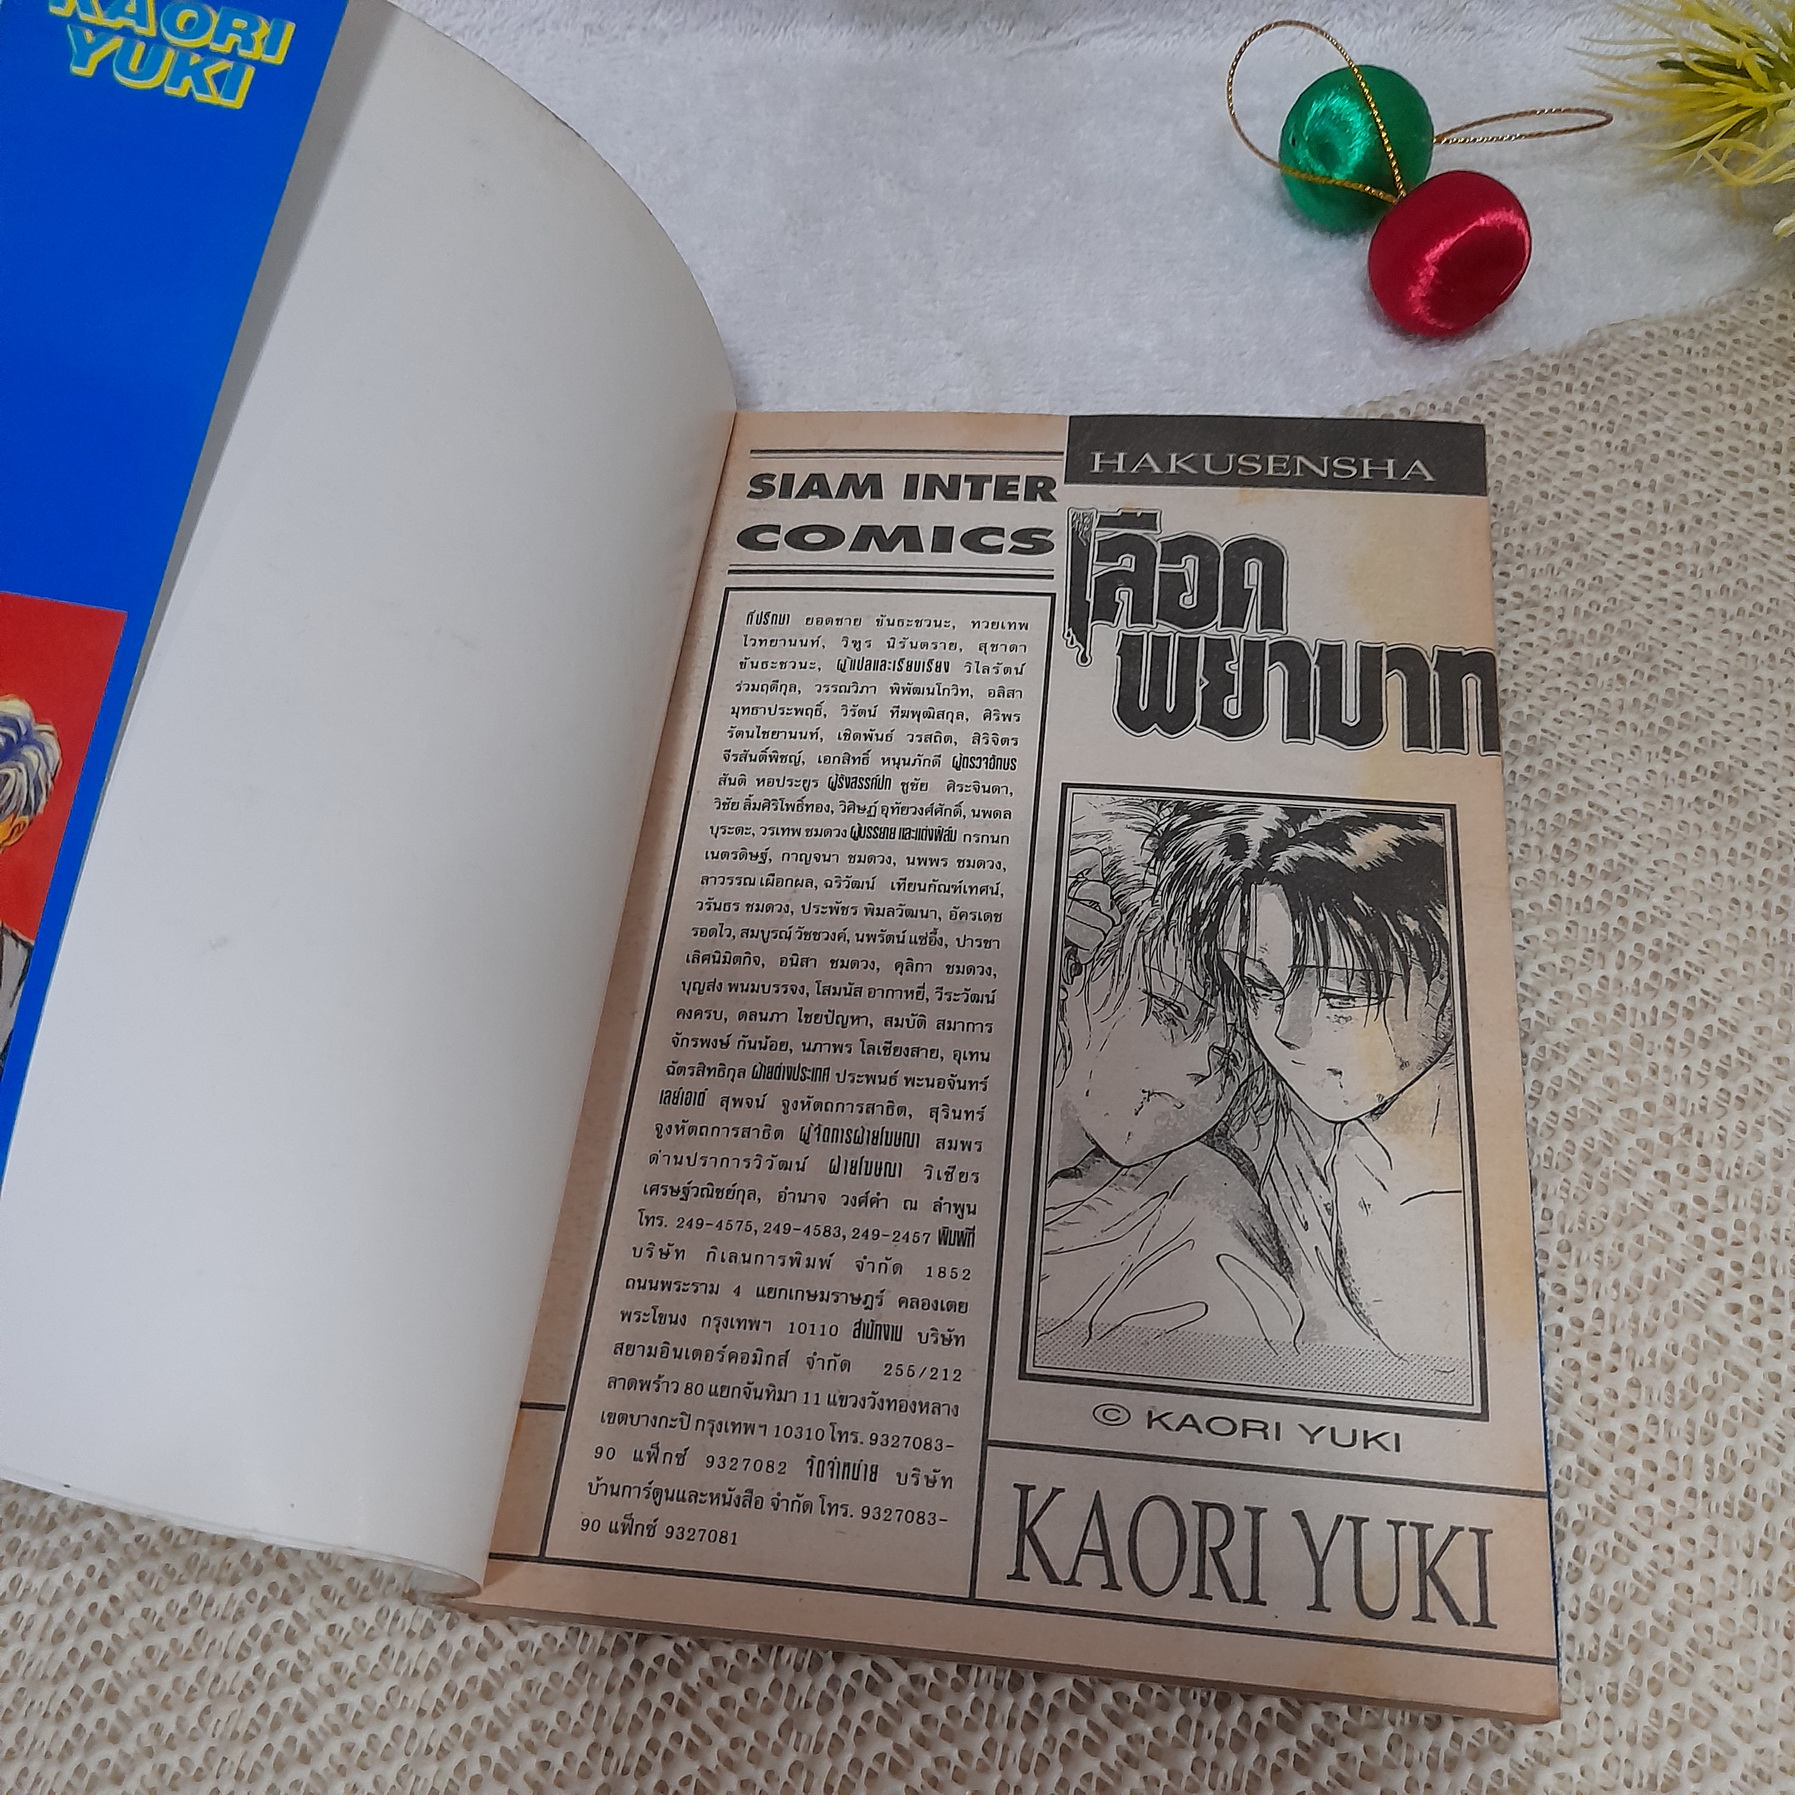 KAORI
YUKI
SIAM INTER
COMICS
ที่ปรึกษา ยอดชาย ขันธะชวนะ, ทวยเทพ
ไวทยานนท์, วิฑูร นิรันตราย, สุชาดา
ขันธะชวนะ, ผู้แปลและเรียบเรียง วิไลรัตน์
ร่วมฤดีกุล, วรรณวิภา พิพัฒนโกวิท, อลิสา
มุทธาประพฤธิ์, วิรัตน์ ทีฆพุฒิสกุล, ศิริพร
รัตนไชยานนท์, เชิดพันธ์ วรสถิต, สิริจิตร
จีรสันติ์พิชญ์, เอกสิทธิ์ หนุนภักดี ผู้ตรวจอักษร
สันติ หอประยูร ผู้รังสรรค์ปก ชูชัย ศิระจินดา,
วิชัย ลิ้มศิริโพธิ์ทอง, วิศิษฏ์ อุทัยวงศ์ศักดิ์, นพดล
บุระตะ, วรเทพ ชมดวง ผู้บรรยาย และแต่งฟิล์ม กรกนก
เนตรดิษฐ์, กาญจนา ชมดวง, นพพร ชมดวง,
ลาวรรณ เผือกผล, ฉริวัฒน์ เทียนกัณฑ์เทศน์,
วรันธร ชมดวง, ประพัชร พิมลวัฒนา, อัครเดช
รอดไว, สมบูรณ์ วัชชวงค์, นพรัตน์ แซ่อึ้ง, ปารชา
เลิศนิมิตกิจ, อนิสา ชมดวง, คุลิกา ชมดวง,
บุญส่ง พนมบรรจง, โสมนัส อากาหยี่, วีระวัฒน์
คงครบ, ดลนภา ไชยปัญหา, สมบัติ สมาการ
จักรพงษ์ กันน้อย, นภาพร โลเชียงสาย, อุเทน
ฉัตรสิทธิกุล ฝ่ายต่างประเทศ ประพนธ์ พะนอจันทร์
เลย์เอาต์ สุพจน์ จูงหัตถการสาธิต, สุรินทร์
จูงหัตถการสาธิต ผู้จัดการฝ่ายโฆษณา สมพร
ด่านปราการวิวัฒน์ ฝ่ายโฆษณา วิเชียร
เศรษฐ์วณิชย์กุล, อำนาจ วงศ์คำ ณ ลำพูน
โทร. 249-4575, 249-4583, 249-2457 พิมพ์ที่
บริษัท กิเลนการพิมพ์ จำกัด 1852
ถนนพระราม 4 แยกเกษมราษฎร์ คลองเตย
พระโขนง กรุงเทพฯ 10110 สำนักงาน บริษัท
สยามอินเตอร์คอมิกส์ จำกัด 255/212
ลาดพร้าว 80 แยกจันทิมา 11 แขวงวังทองหลาง
เขตบางกะปิ กรุงเทพฯ 10310 โทร. 9327083-
90 แฟ็กซ์ 9327082 จัดจำหน่าย บริษัท
บ้านการ์ตูนและหนังสือ จำกัด โทร. 9327083-
90 แฟ็กซ์ 9327081
HAKUSENSHA
เลือด
พยาบาท
© KAORI YUKI
KAORI YUKI